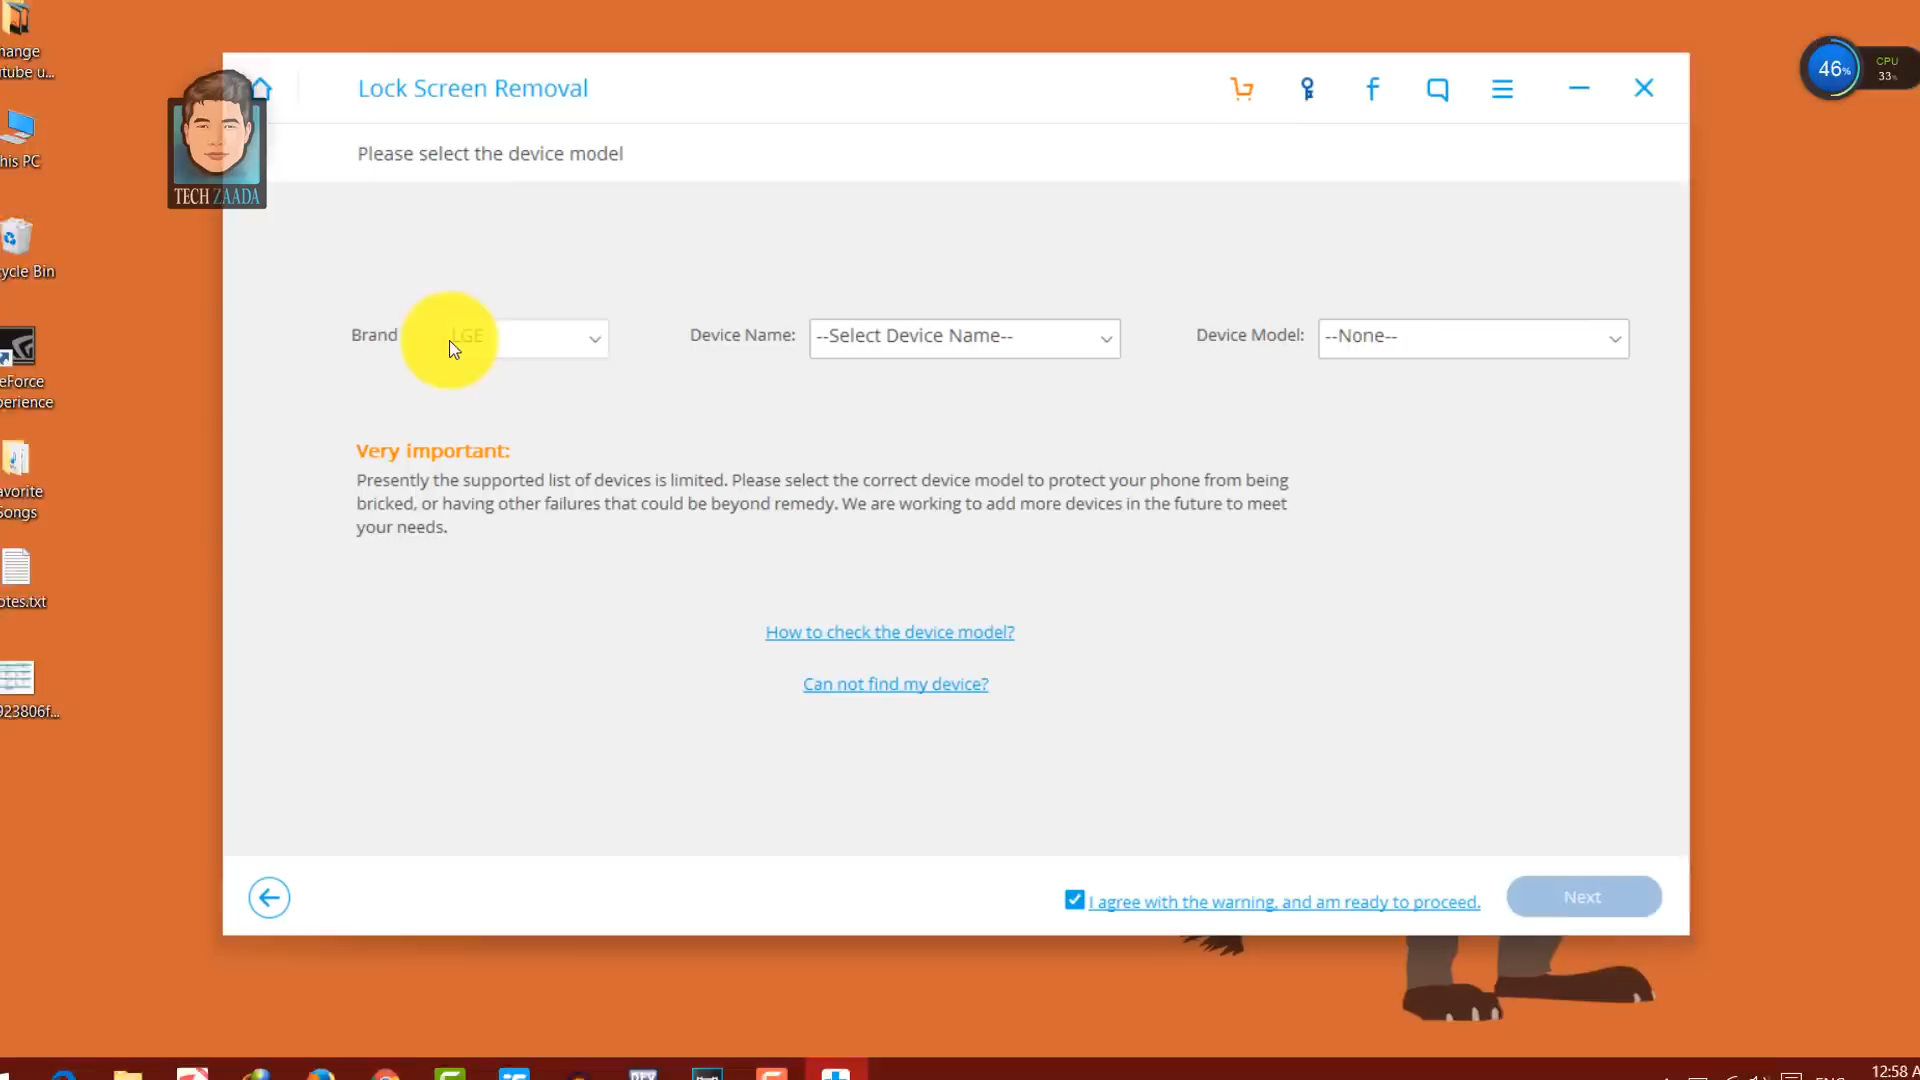 hange
tube u...
his PC
ycle Bin
eForce
perience
avorite
Songs
otes.txt
923806f...
TECH ZAADA
Lock Screen Removal
Please select the device model
Brand LGE
Device Name: --Select Device Name--
Device Model: --None--
Very important:
Presently the supported list of devices is limited. Please select the correct device model to protect your phone from being
bricked, or having other failures that could be beyond remedy. We are working to add more devices in the future to meet
your needs.
How to check the device model?
Can not find my device?
I agree with the warning, and am ready to proceed.
Next
46%
CPU
33%
12:58 A